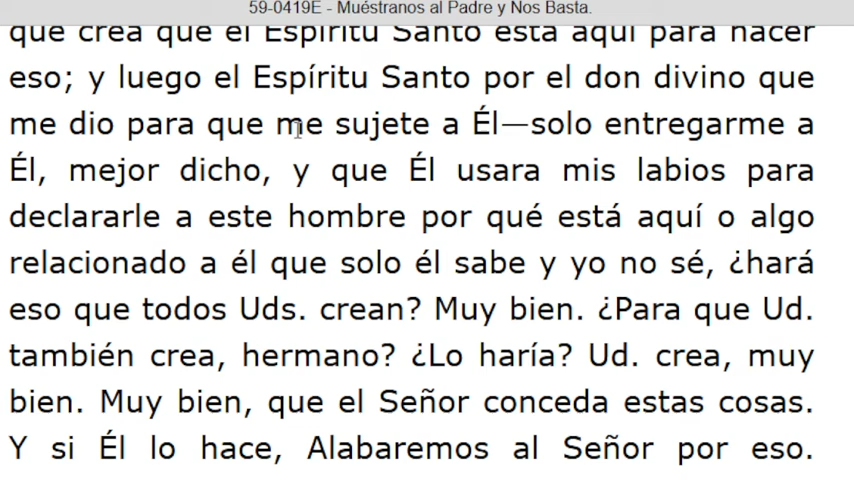 59-0419E - Muéstranos al Padre y Nos Basta.
que crea que el Espíritu Santo está aquí para hacer
eso; y luego el Espíritu Santo por el don divino que
me dio para que me sujete a Él—solo entregarme a
Él, mejor dicho, y que Él usara mis labios para
declararle a este hombre por qué está aquí o algo
relacionado a él que solo él sabe y yo no sé, ¿hará
eso que todos Uds. crean? Muy bien. ¿Para que Ud.
también crea, hermano? ¿Lo haría? Ud. crea, muy
bien. Muy bien, que el Señor conceda estas cosas.
Y si Él lo hace, Alabaremos al Señor por eso.